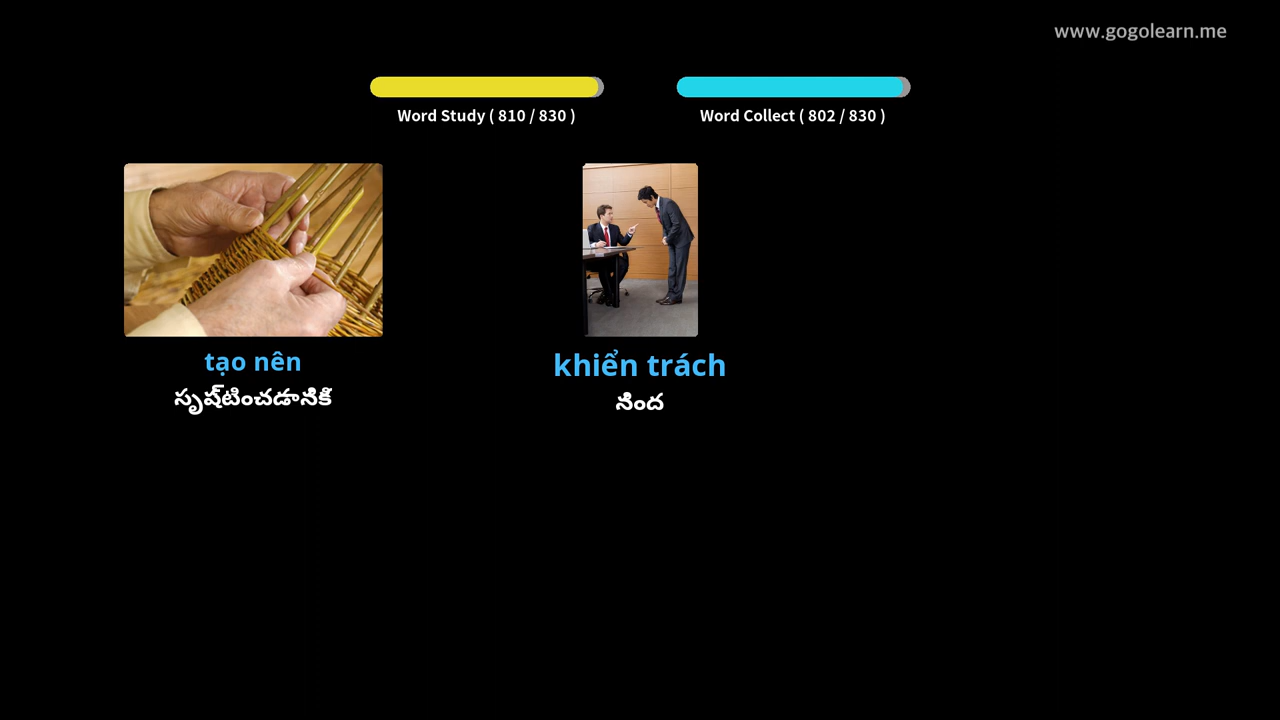 www.gogolearn.me
Word Study ( 810 / 830 )
Word Collect ( 802 / 830 )
tạo nên
సృష్టించడానికి
khiển trách
నింద